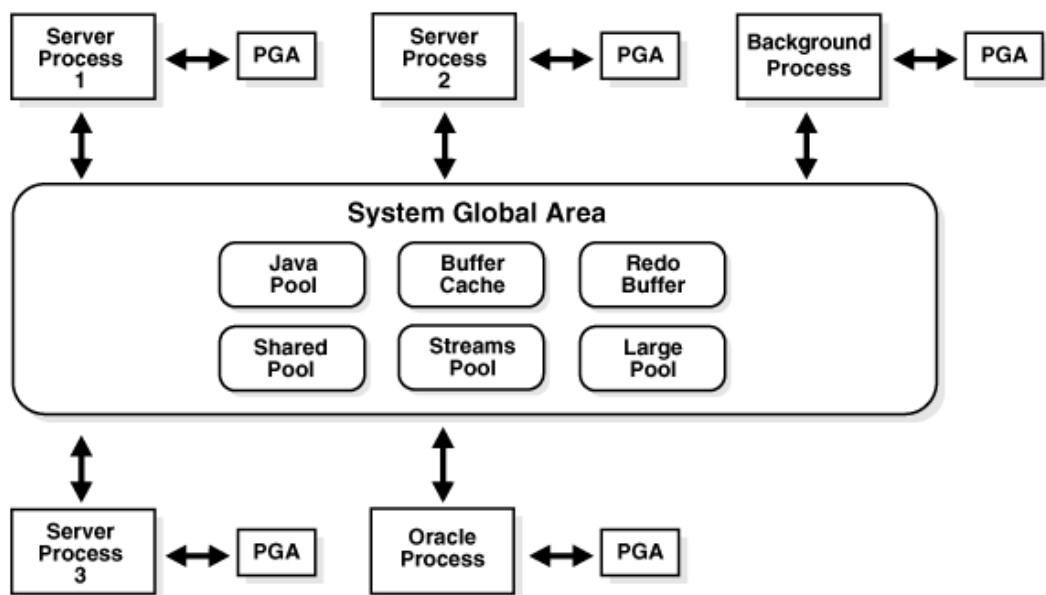 Server
Process
1
PGA
Server
Process
2
PGA
Background
Process
PGA
System Global Area
Java
Pool
Buffer
Cache
Redo
Buffer
Shared
Pool
Streams
Pool
Large
Pool
Server
Process
3
PGA
Oracle
Process
PGA